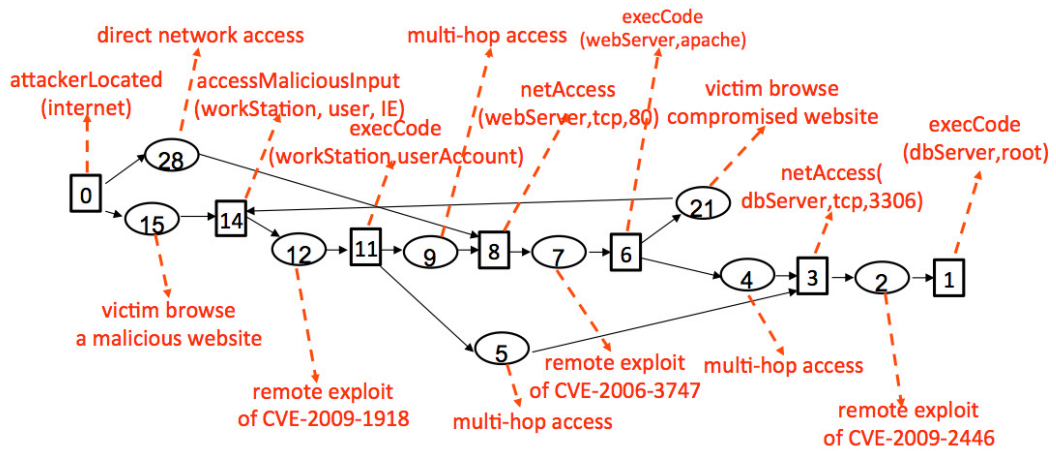 execCode
(webServer,apache)
direct network access
multi-hop access
attackerLocated
(internet)
accessMaliciousInput
(workStation, user, IE)
netAccess
(webServer,tcp,80)
victim browse
compromised website
execCode
(workStation,userAccount)
execCode
(dbServer,root)
netAccess(
dbServer,tcp,3306)
28
0
15
14
12
11
9
8
7
6
21
4
3
2
1
5
victim browse
a malicious website
remote exploit
of CVE-2009-1918
multi-hop access
remote exploit
of CVE-2006-3747
multi-hop access
remote exploit
of CVE-2009-2446